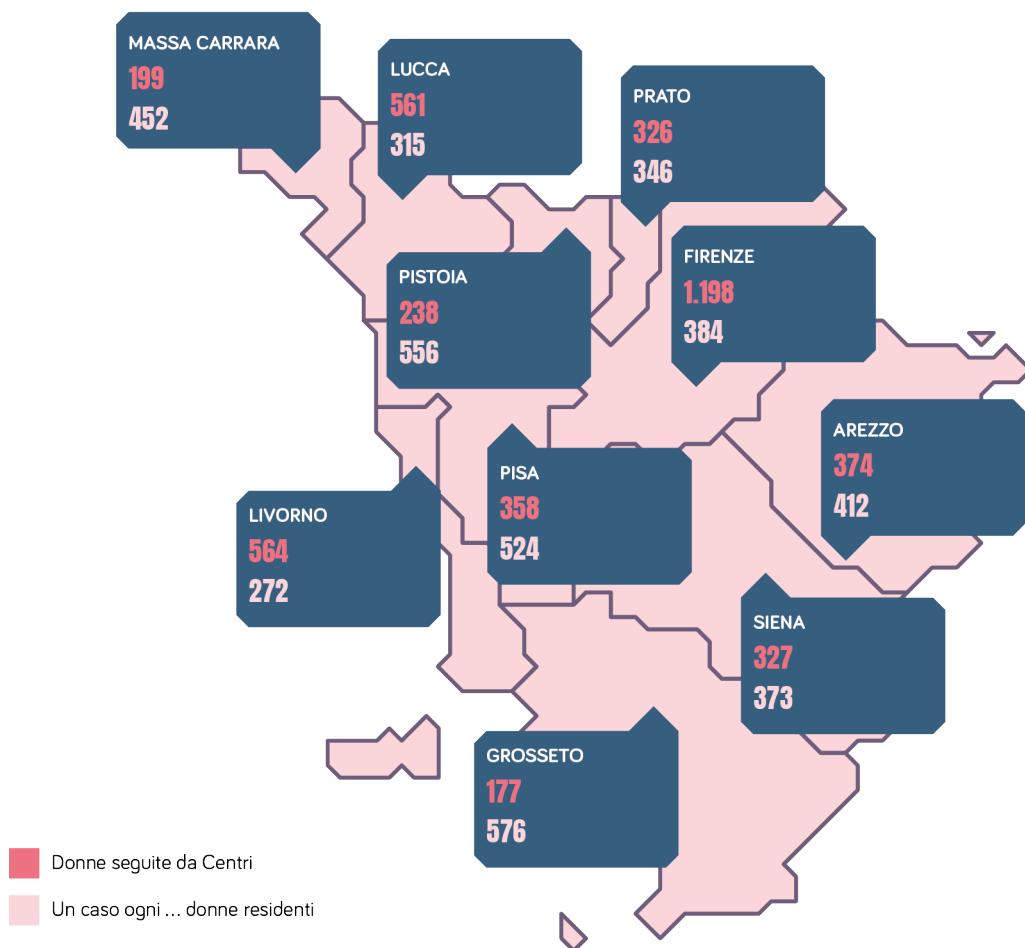 MASSA CARRARA
199
452
LUCCA
561
315
PRATO
326
346
FIRENZE
1.198
384
PISTOIA
238
556
AREZZO
374
412
PISA
358
524
LIVORNO
564
272
SIENA
327
373
GROSSETO
177
576
Donne seguite da Centri
Un caso ogni ... donne residenti